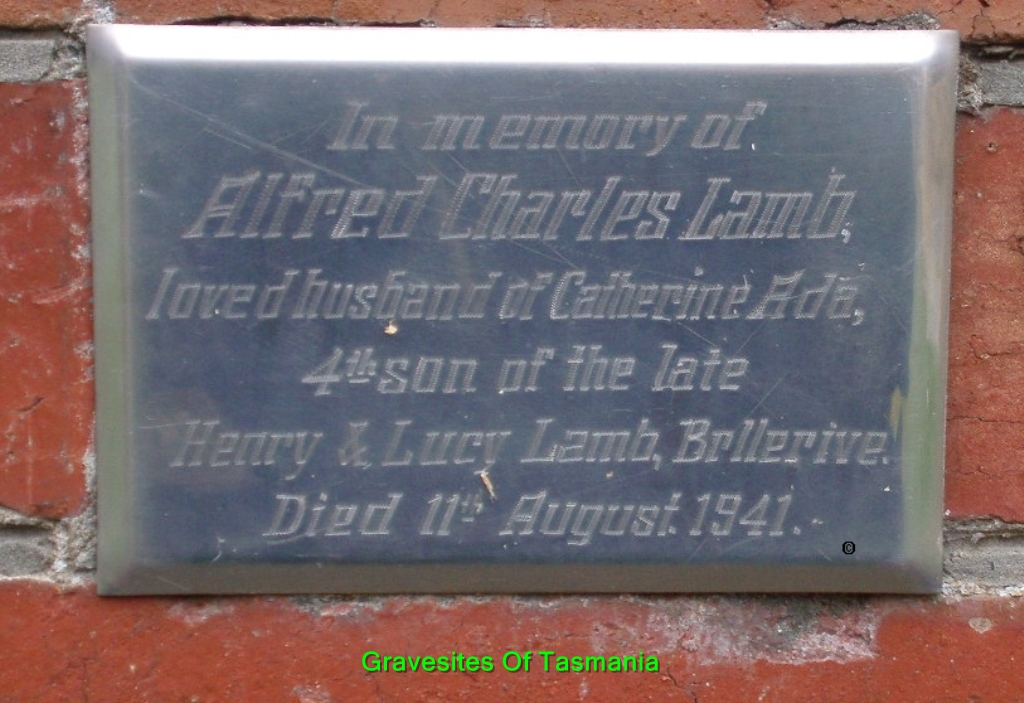 In memory of
Alfred Charles Lamb,
loved husband of Catherine Ada,
4th son of the late
Henry & Lucy Lamb, Bellerive.
Died 11th August. 1941.
©
Gravesites Of Tasmania